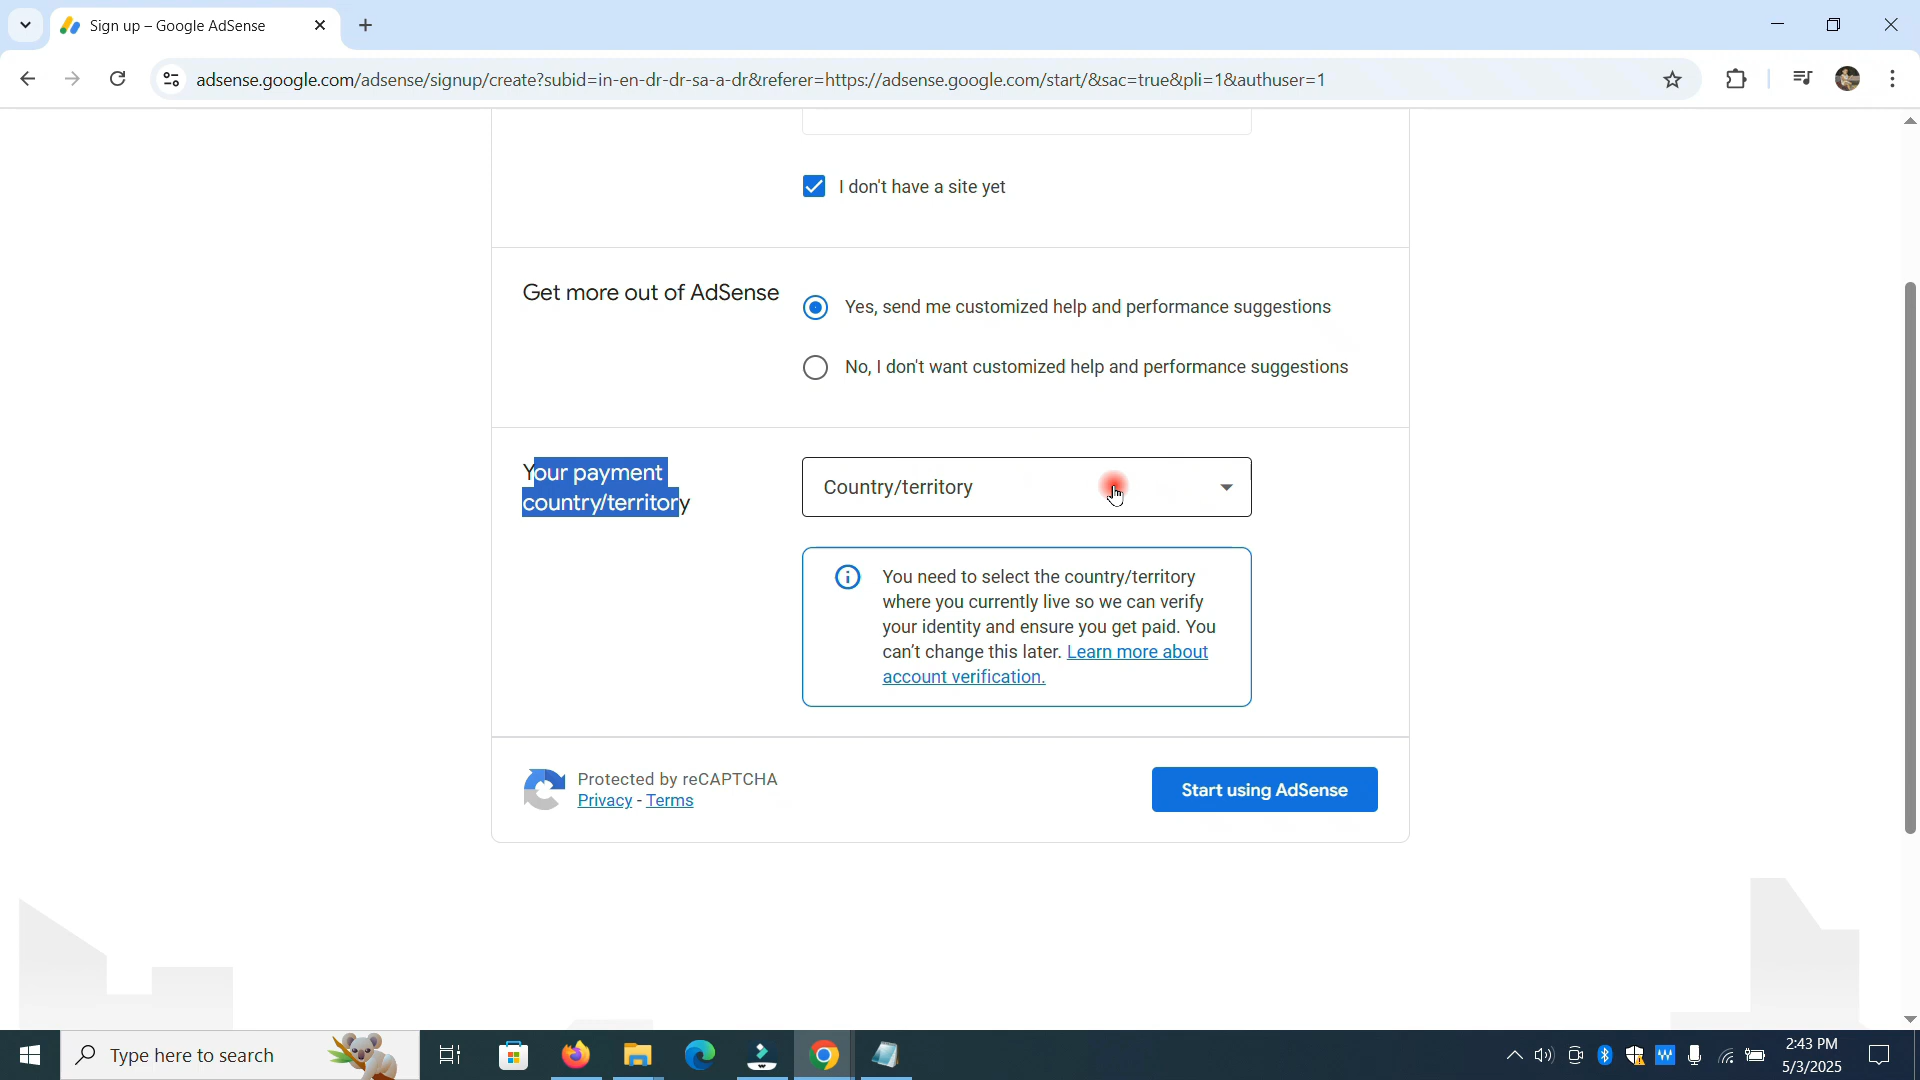 Sign up – Google AdSense
adsense.google.com/adsense/signup/create?subid=in-en-dr-dr-sa-a-dr&referer=https://adsense.google.com/start/&sac=true&pli=1&authuser=1
I don't have a site yet
Get more out of AdSense
Yes, send me customized help and performance suggestions
No, I don't want customized help and performance suggestions
Your payment
country/territory
Country/territory
You need to select the country/territory
where you currently live so we can verify
your identity and ensure you get paid. You
can't change this later. Learn more about
account verification.
Protected by reCAPTCHA
Privacy - Terms
Start using AdSense
Type here to search
2:43 PM
5/3/2025